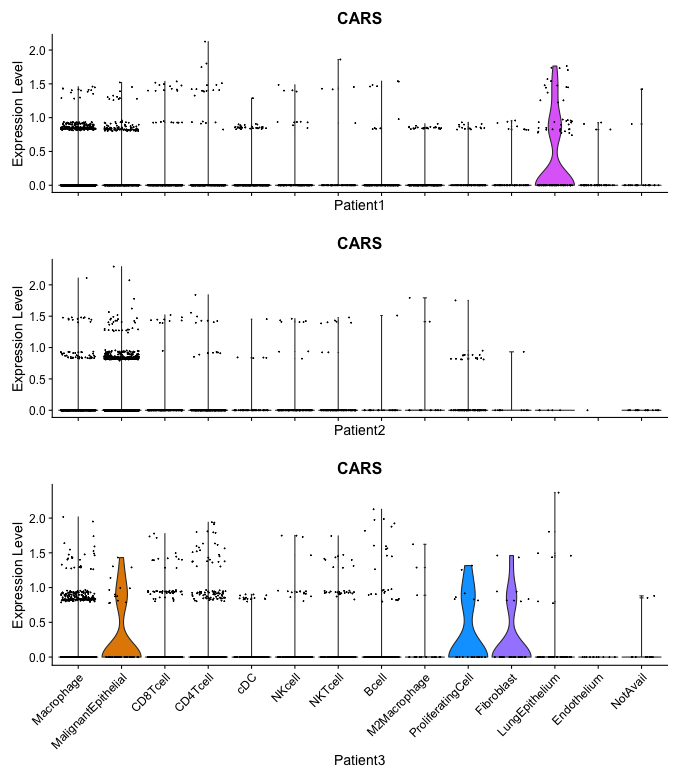 CARS
Expression Level
2.0
1.5
1.0
0.5
0.0
Patient1
CARS
Expression Level
2.0
1.5
1.0
0.5
0.0
Patient2
CARS
Expression Level
2.0
1.5
1.0
0.5
0.0
Macrophage
MalignantEpithelial
CD8Tcell
CD4Tcell
cDC
NKcell
NKTcell
Bcell
M2Macrophage
ProliferatingCell
Fibroblast
LungEpithelium
Endothelium
NotAvail
Patient3